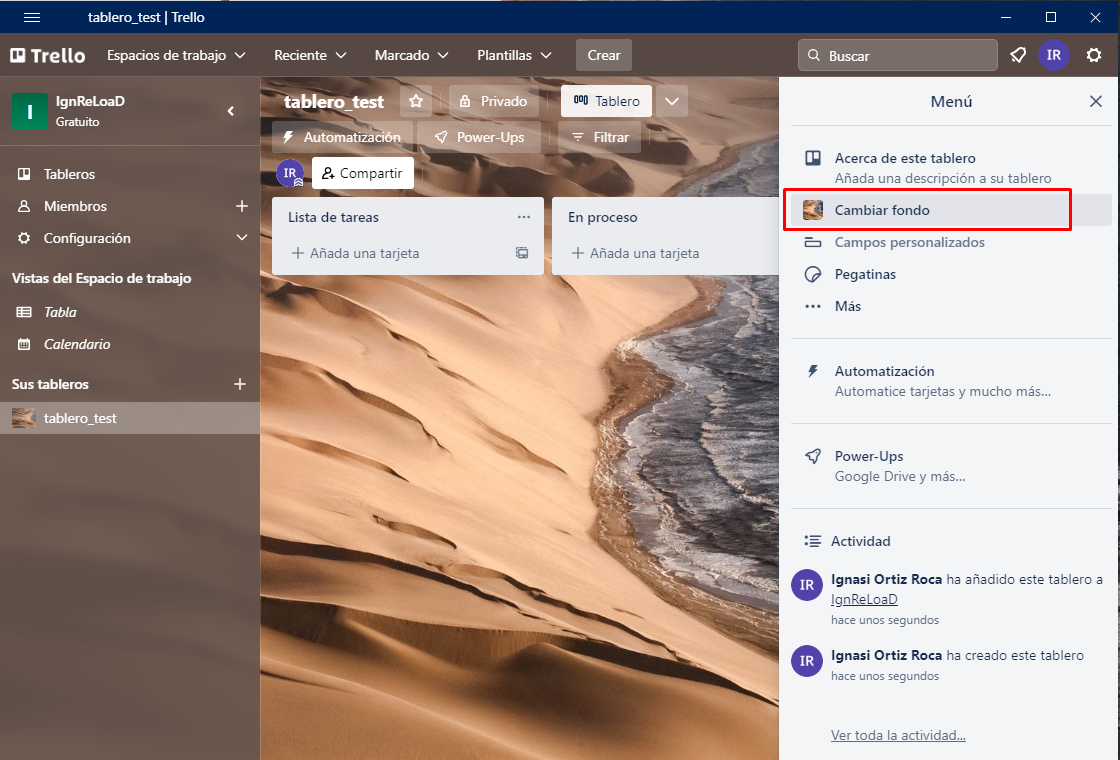 tablero_test | Trello
Trello
Espacios de trabajo
Reciente
Marcado
Plantillas
Crear
Buscar
IR
I
IgnReLoaD
Gratuito
Tableros
Miembros
Configuración
Vistas del Espacio de trabajo
Tabla
Calendario
Sus tableros
tablero_test
tablero_test
Privado
Tablero
Automatización
Power-Ups
Filtrar
IR
Compartir
Lista de tareas
Añada una tarjeta
En proceso
Añada una tarjeta
Menú
Acerca de este tablero
Añada una descripción a su tablero
Cambiar fondo
Campos personalizados
Pegatinas
Más
Automatización
Automatice tarjetas y mucho más...
Power-Ups
Google Drive y más...
Actividad
IR
Ignasi Ortiz Roca ha añadido este tablero a
IgnReLoaD
hace unos segundos
IR
Ignasi Ortiz Roca ha creado este tablero
hace unos segundos
Ver toda la actividad...